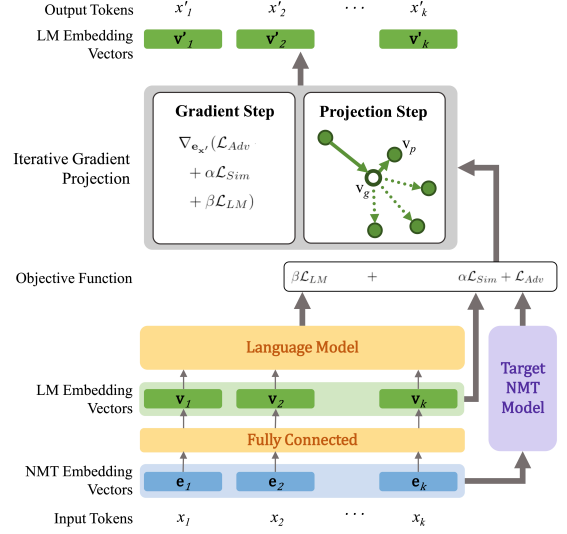 Output Tokens x'1 x'2 · · · x'k
LM Embedding
Vectors
v'1 v'2 v'k
Iterative Gradient
Projection
Gradient Step
∇e_x′(ℒAdv
+ αℒSim
+ βℒLM)
Projection Step
vp
vg
Objective Function
βℒLM + αℒSim + ℒAdv
Language Model
Target
NMT
Model
LM Embedding
Vectors
v1 v2 vk
Fully Connected
NMT Embedding
Vectors
e1 e2 ek
Input Tokens x1 x2 · · · xk